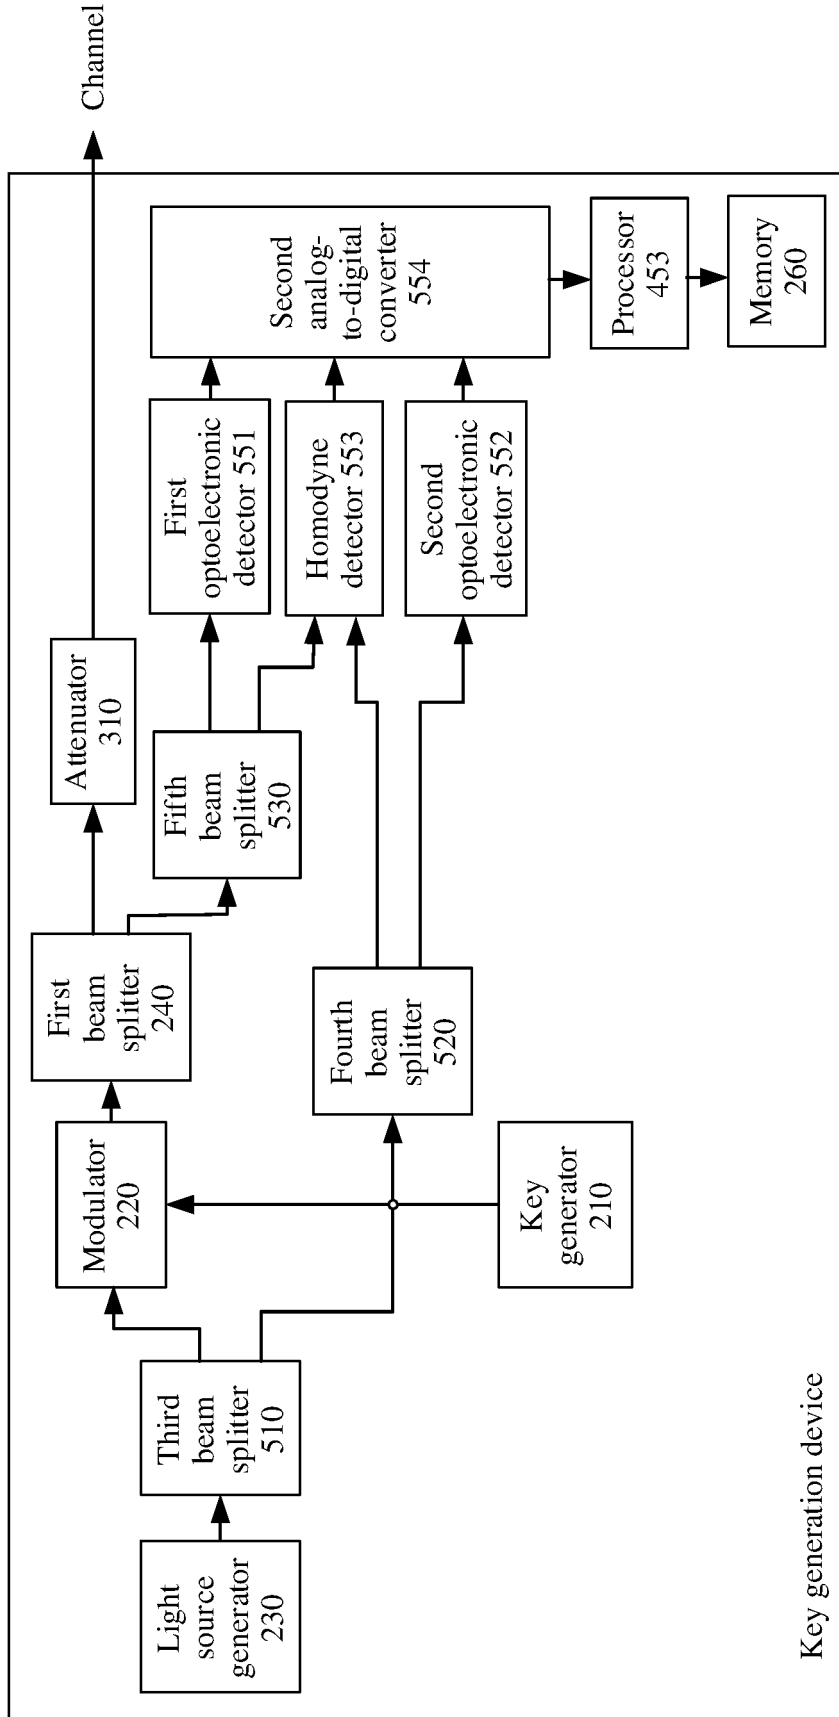 Channel
Attenuator
310
First
beam
splitter
240
Modulator
220
Third
beam
splitter
510
Light
source
generator
230
Fifth
beam
splitter
530
First
optoelectronic
detector 551
Homodyne
detector 553
Second
optoelectronic
detector 552
Second
analog-
to-digital
converter
554
Fourth
beam
splitter
520
Key
generator
210
Processor
453
Memory
260
Key generation device